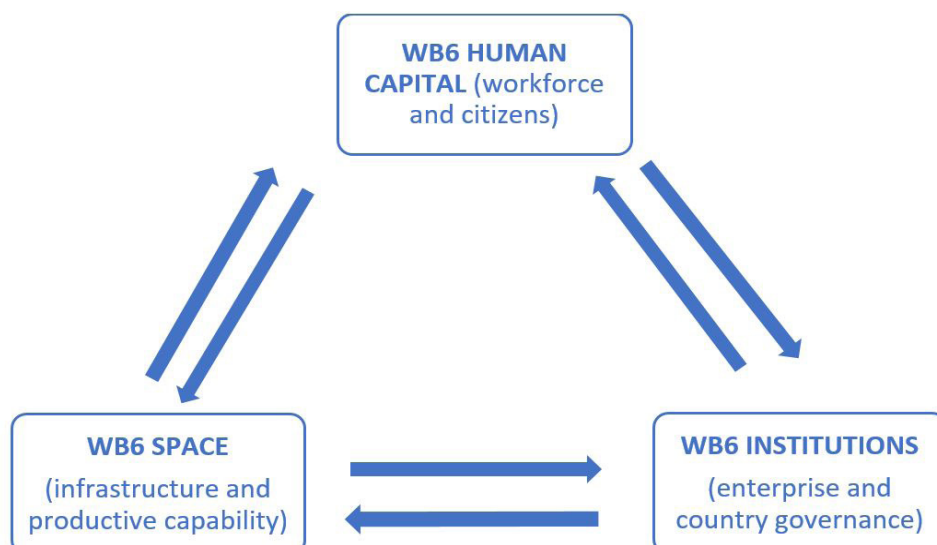 WB6 HUMAN
CAPITAL (workforce
and citizens)
WB6 SPACE
(infrastructure and
productive capability)
WB6 INSTITUTIONS
(enterprise and
country governance)